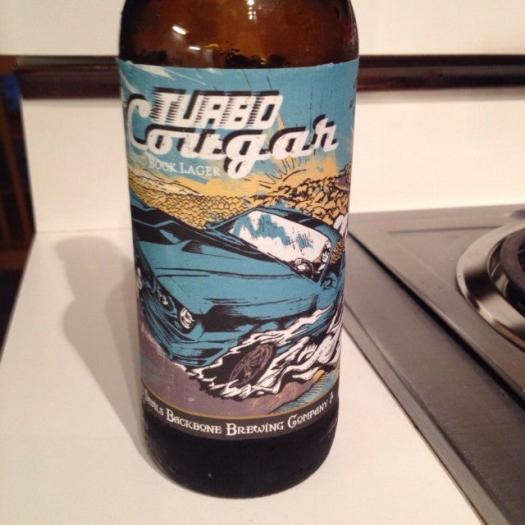 TURBO
Cougar
BOCK LAGER
Backbone Brewing Company